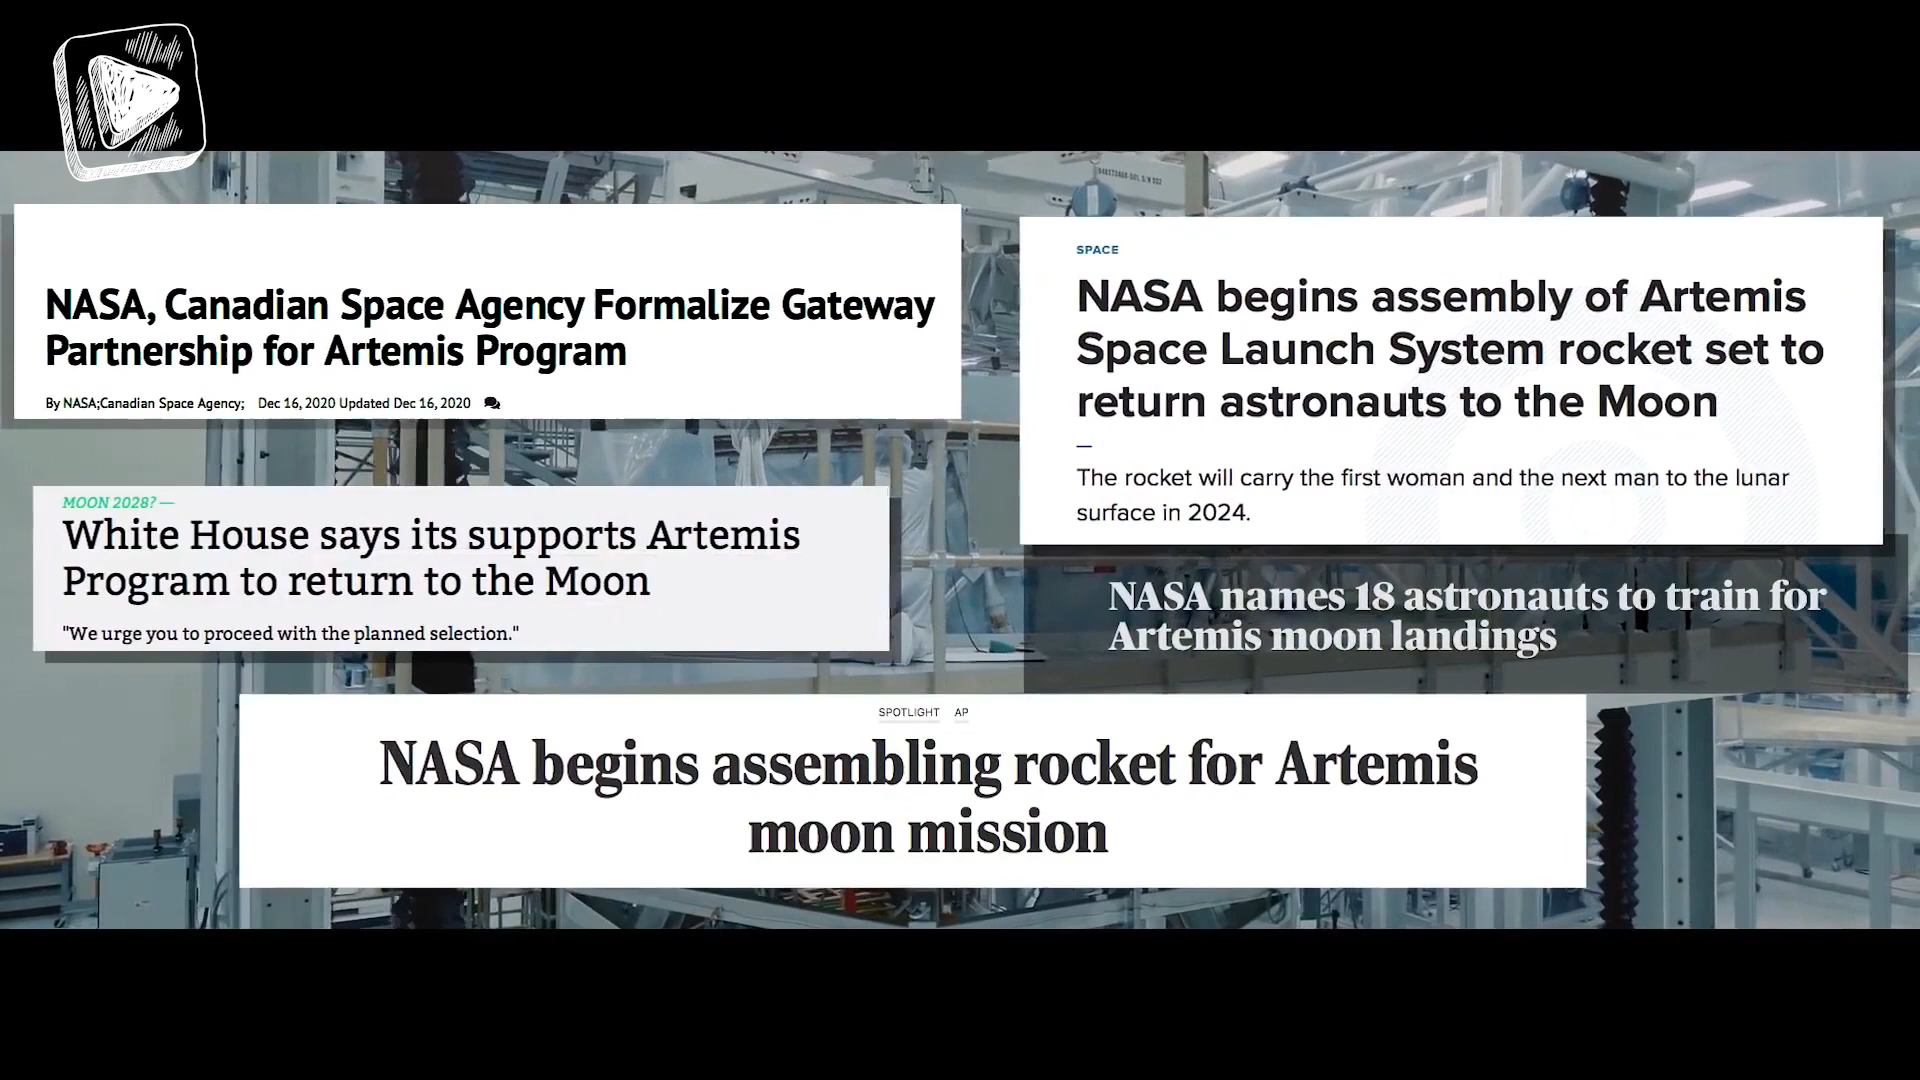 NASA, Canadian Space Agency Formalize Gateway
Partnership for Artemis Program
By NASA;Canadian Space Agency; Dec 16, 2020 Updated Dec 16, 2020
SPACE
NASA begins assembly of Artemis
Space Launch System rocket set to
return astronauts to the Moon
The rocket will carry the first woman and the next man to the lunar
surface in 2024.
MOON 2028? —
White House says its supports Artemis
Program to return to the Moon
"We urge you to proceed with the planned selection."
NASA names 18 astronauts to train for
Artemis moon landings
SPOTLIGHT AP
NASA begins assembling rocket for Artemis
moon mission